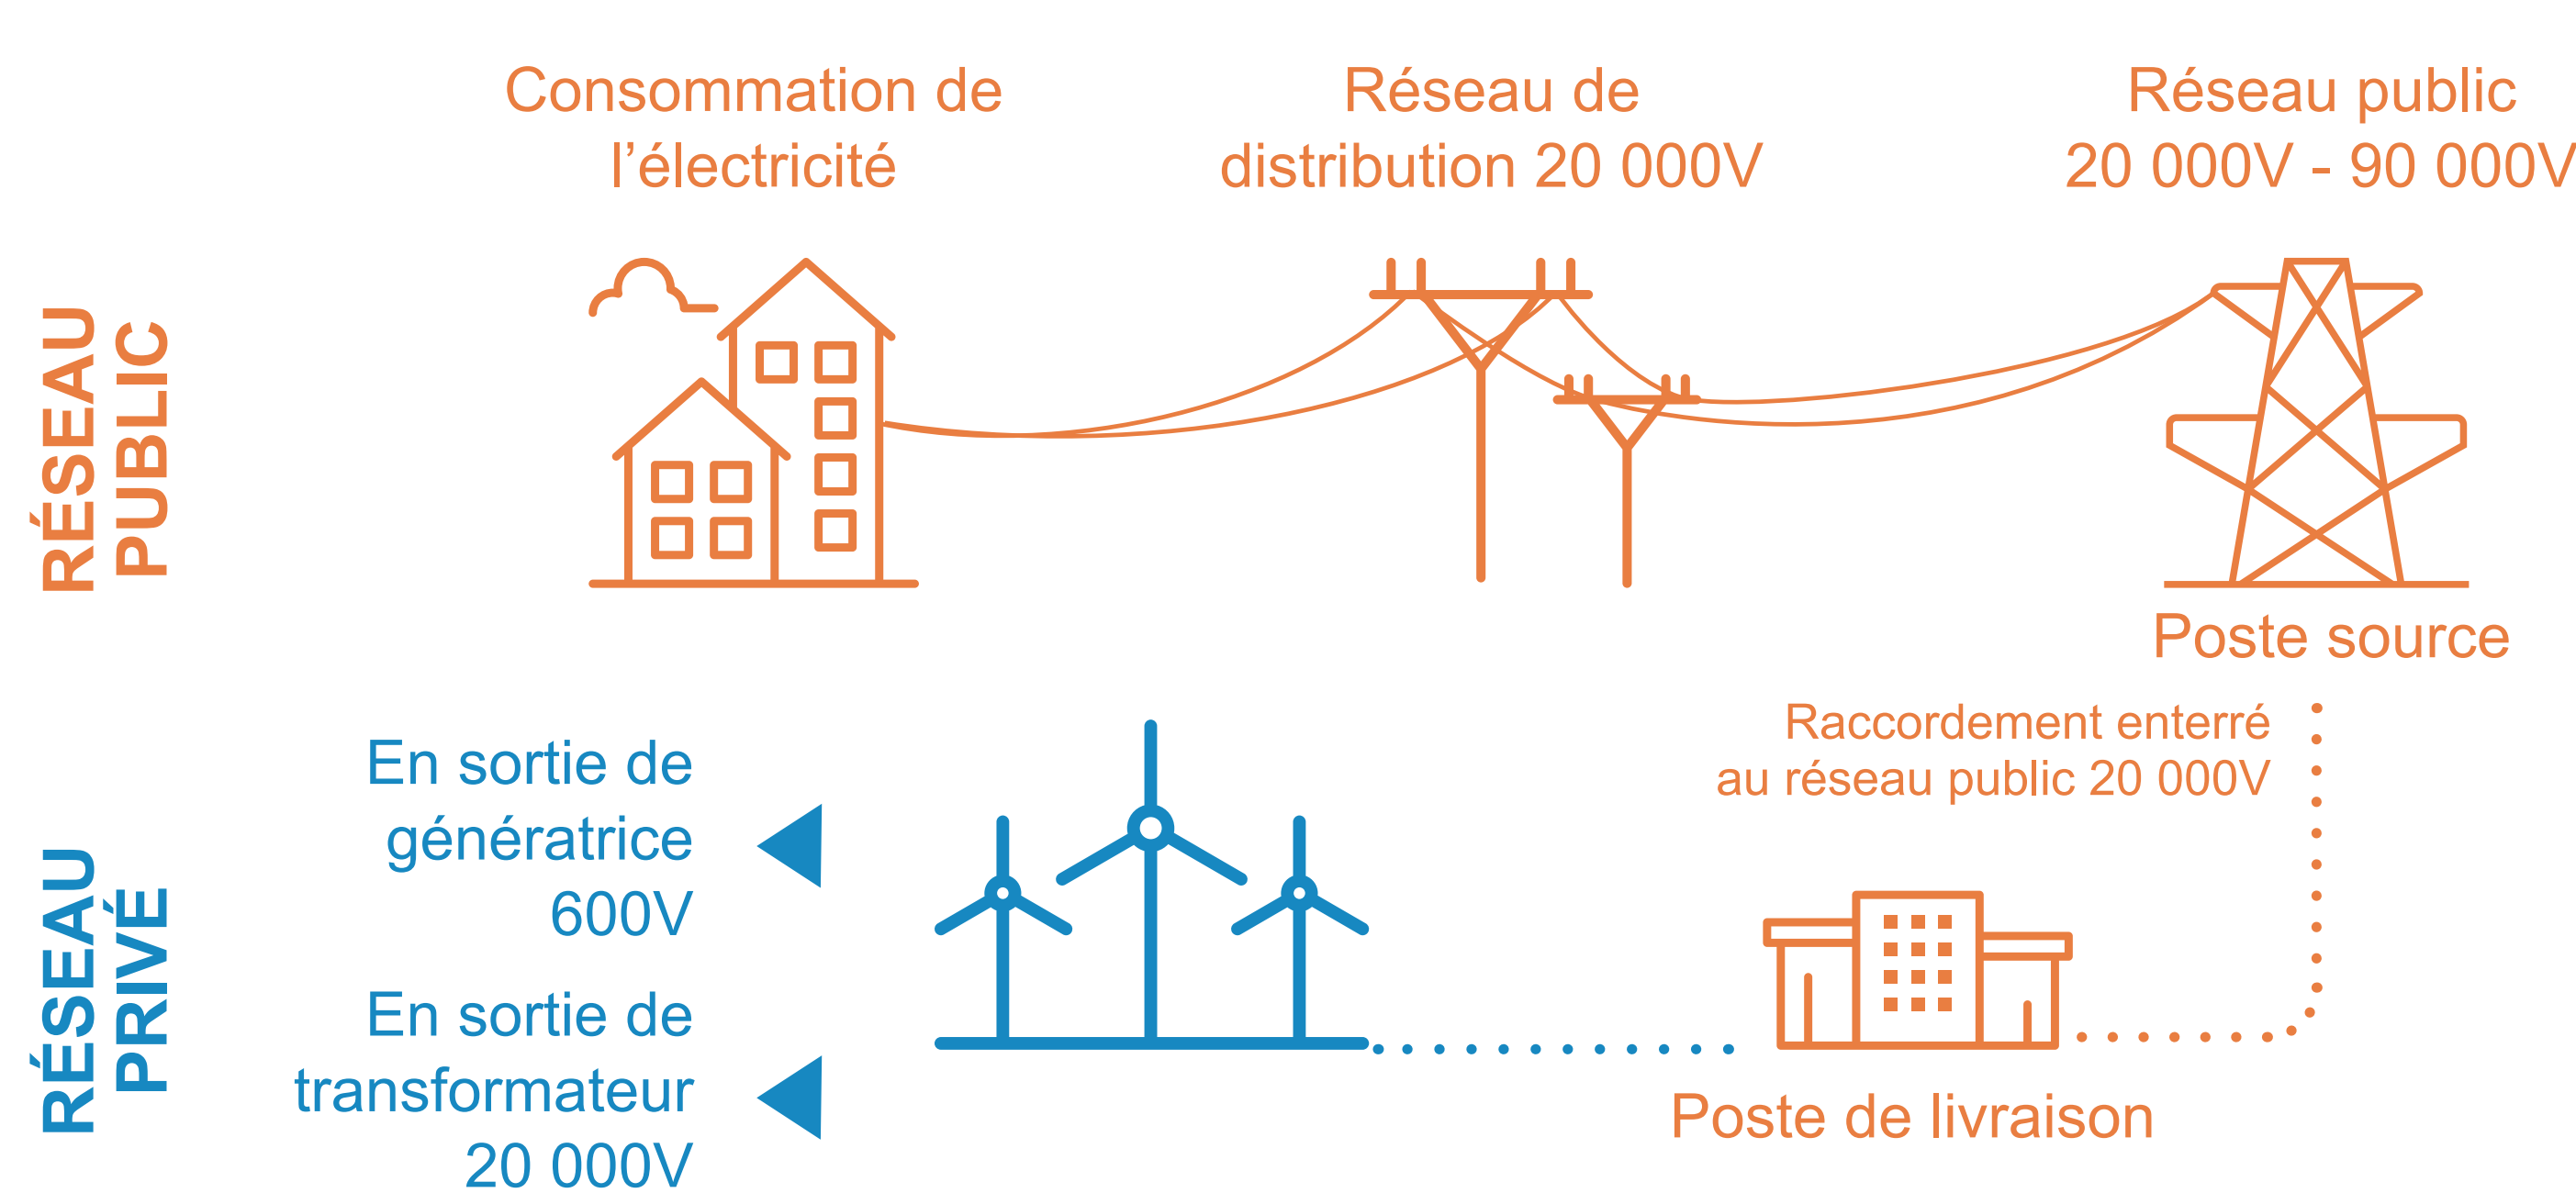 Consommation de
l’électricité
Réseau de
distribution 20 000V
Réseau public
20 000V - 90 000V
RÉSEAU
PUBLIC
Poste source
Raccordement enterré
au réseau public 20 000V
RÉSEAU
PRIVÉ
En sortie de
génératrice
600V
En sortie de
transformateur
20 000V
Poste de livraison